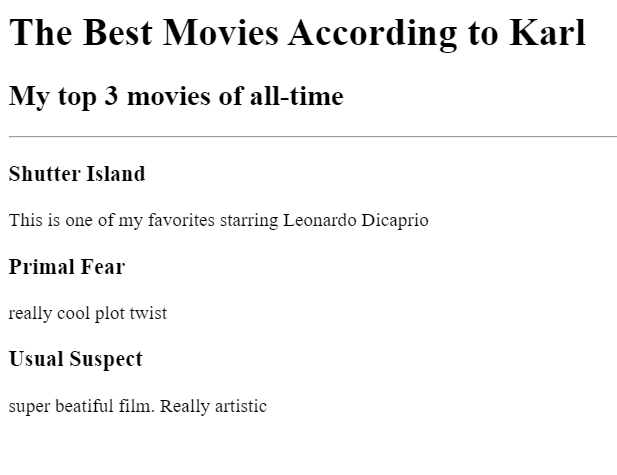 The Best Movies According to Karl
My top 3 movies of all-time
Shutter Island
This is one of my favorites starring Leonardo Dicaprio
Primal Fear
really cool plot twist
Usual Suspect
super beatiful film. Really artistic